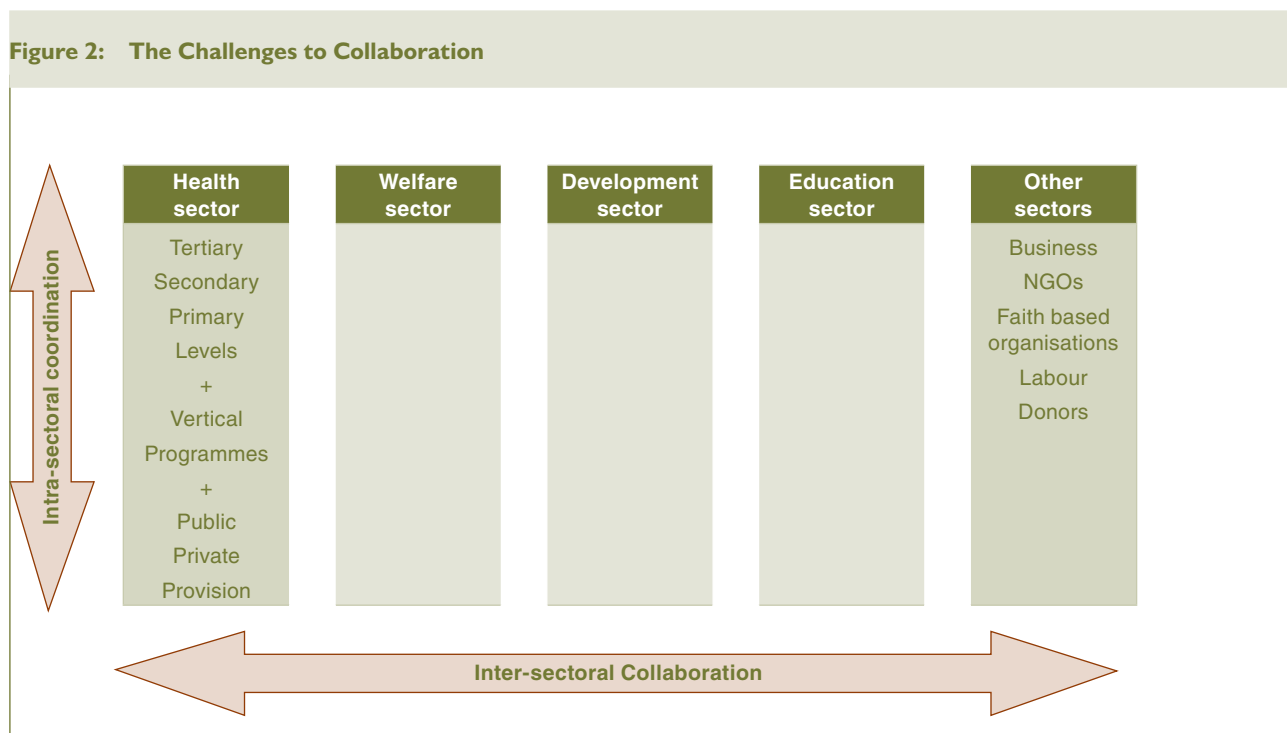 Figure 2: The Challenges to Collaboration
Intra-sectoral coordination
Health
sector
Tertiary
Secondary
Primary
Levels
+
Vertical
Programmes
+
Public
Private
Provision
Welfare
sector
Development
sector
Education
sector
Other
sectors
Business
NGOs
Faith based
organisations
Labour
Donors
Inter-sectoral Collaboration